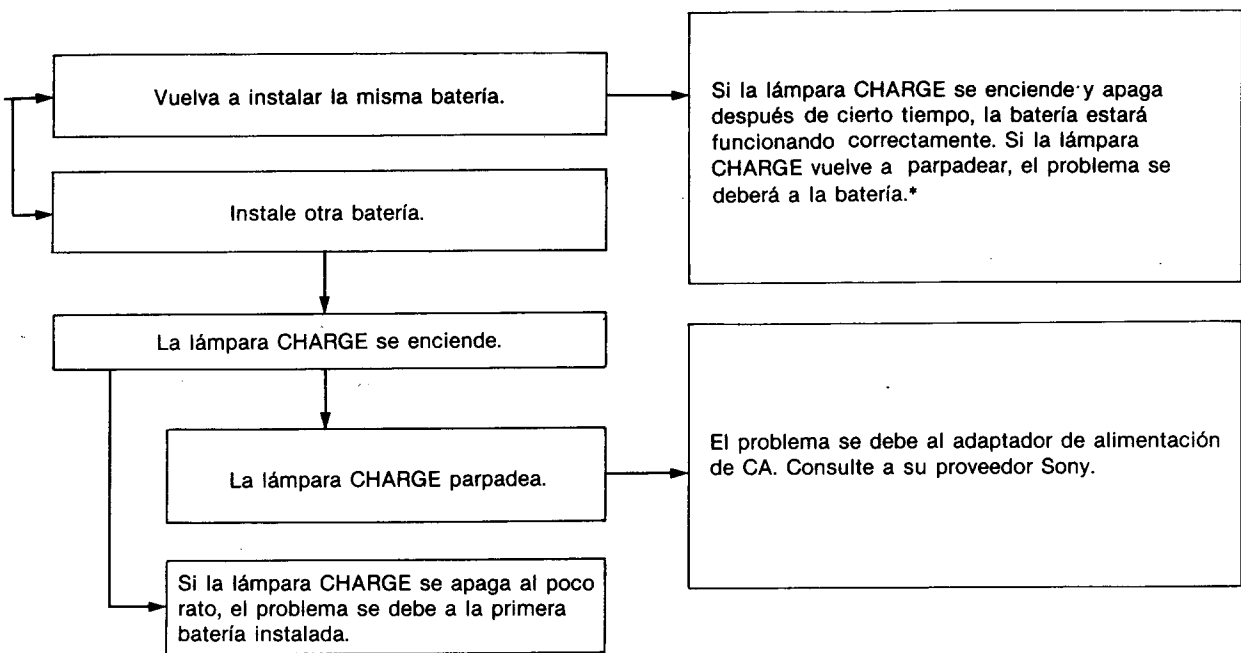 Vuelva a instalar la misma batería.
Si la lámpara CHARGE se enciende y apaga
después de cierto tiempo, la batería estará
funcionando correctamente. Si la lámpara
CHARGE vuelve a parpadear, el problema se
deberá a la batería.*
Instale otra batería.
La lámpara CHARGE se enciende.
La lámpara CHARGE parpadea.
El problema se debe al adaptador de alimentación
de CA. Consulte a su proveedor Sony.
Si la lámpara CHARGE se apaga al poco
rato, el problema se debe a la primera
batería instalada.